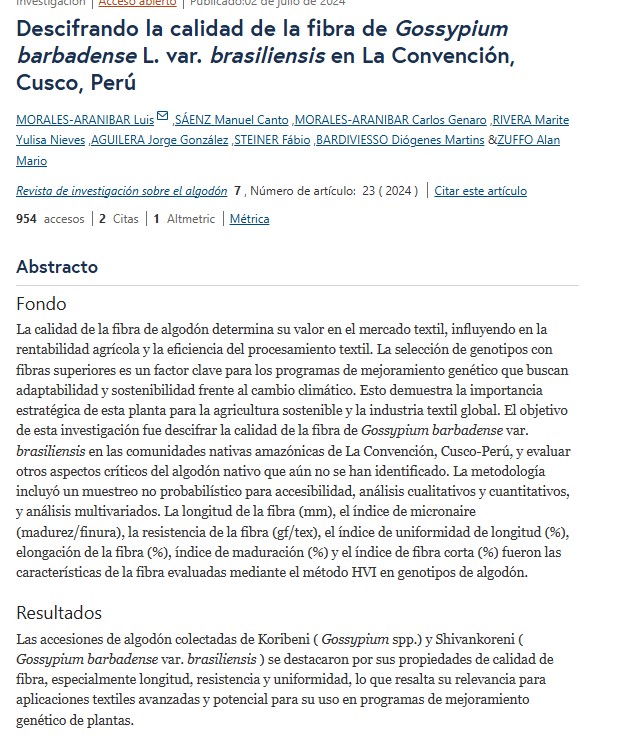 Investigación | Acceso abierto | Publicado:02 de julio de 2024
Descifrando la calidad de la fibra de Gossypium
barbadense L. var. brasiliensis en La Convención,
Cusco, Perú
MORALES-ARANIBAR Luis ,SÁENZ Manuel Canto ,MORALES-ARANIBAR Carlos Genaro ,RIVERA Marite
Yulisa Nieves ,AGUILERA Jorge González ,STEINER Fábio ,BARDIVIESSO Diógenes Martins &ZUFFO Alan
Mario
Revista de investigación sobre el algodón 7 , Número de artículo: 23 ( 2024 ) | Citar este artículo
954 accesos | 2 Citas | 1 Altmetric | Métrica
Abstracto
Fondo
La calidad de la fibra de algodón determina su valor en el mercado textil, influyendo en la
rentabilidad agrícola y la eficiencia del procesamiento textil. La selección de genotipos con
fibras superiores es un factor clave para los programas de mejoramiento genético que buscan
adaptabilidad y sostenibilidad frente al cambio climático. Esto demuestra la importancia
estratégica de esta planta para la agricultura sostenible y la industria textil global. El objetivo
de esta investigación fue descifrar la calidad de la fibra de Gossypium barbadense var.
brasiliensis en las comunidades nativas amazónicas de La Convención, Cusco-Perú, y evaluar
otros aspectos críticos del algodón nativo que aún no se han identificado. La metodología
incluyó un muestreo no probabilístico para accesibilidad, análisis cualitativos y cuantitativos,
y análisis multivariados. La longitud de la fibra (mm), el índice de micronaire
(madurez/finura), la resistencia de la fibra (gf/tex), el índice de uniformidad de longitud (%),
elongación de la fibra (%), índice de maduración (%) y el índice de fibra corta (%) fueron las
características de la fibra evaluadas mediante el método HVI en genotipos de algodón.
Resultados
Las accesiones de algodón colectadas de Koribeni ( Gossypium spp.) y Shivankoreni (
Gossypium barbadense var. brasiliensis ) se destacaron por sus propiedades de calidad de
fibra, especialmente longitud, resistencia y uniformidad, lo que resalta su relevancia para
aplicaciones textiles avanzadas y potencial para su uso en programas de mejoramiento
genético de plantas.